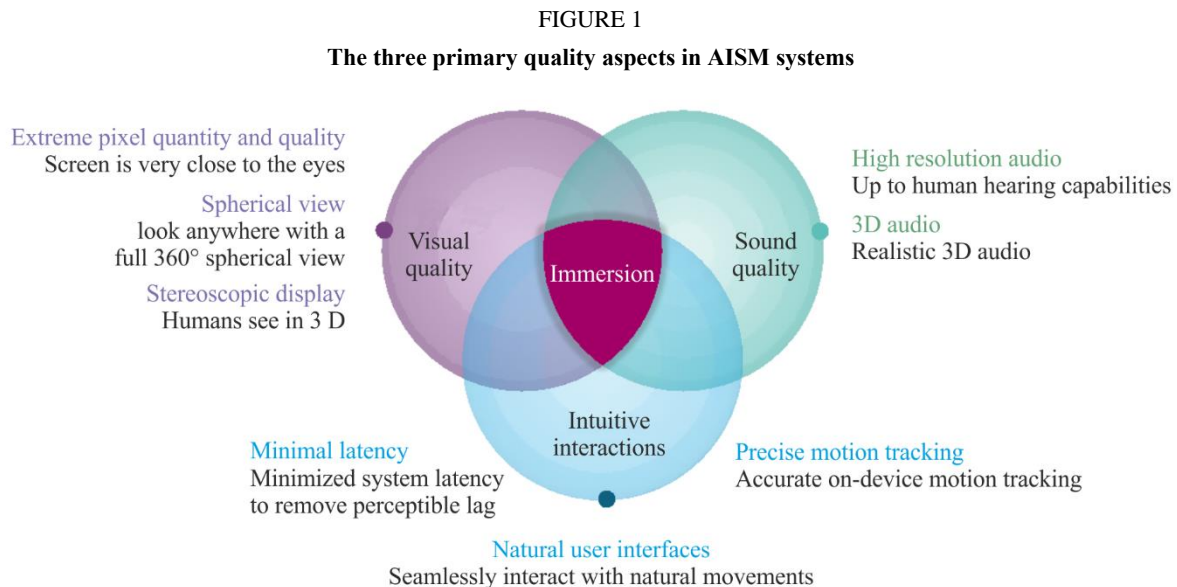 FIGURE 1
The three primary quality aspects in AISM systems
Extreme pixel quantity and quality
Screen is very close to the eyes
Spherical view
look anywhere with a
full 360° spherical view
Stereoscopic display
Humans see in 3 D
Visual
quality
Immersion
Sound
quality
High resolution audio
Up to human hearing capabilities
3D audio
Realistic 3D audio
Intuitive
interactions
Minimal latency
Minimized system latency
to remove perceptible lag
Precise motion tracking
Accurate on-device motion tracking
Natural user interfaces
Seamlessly interact with natural movements